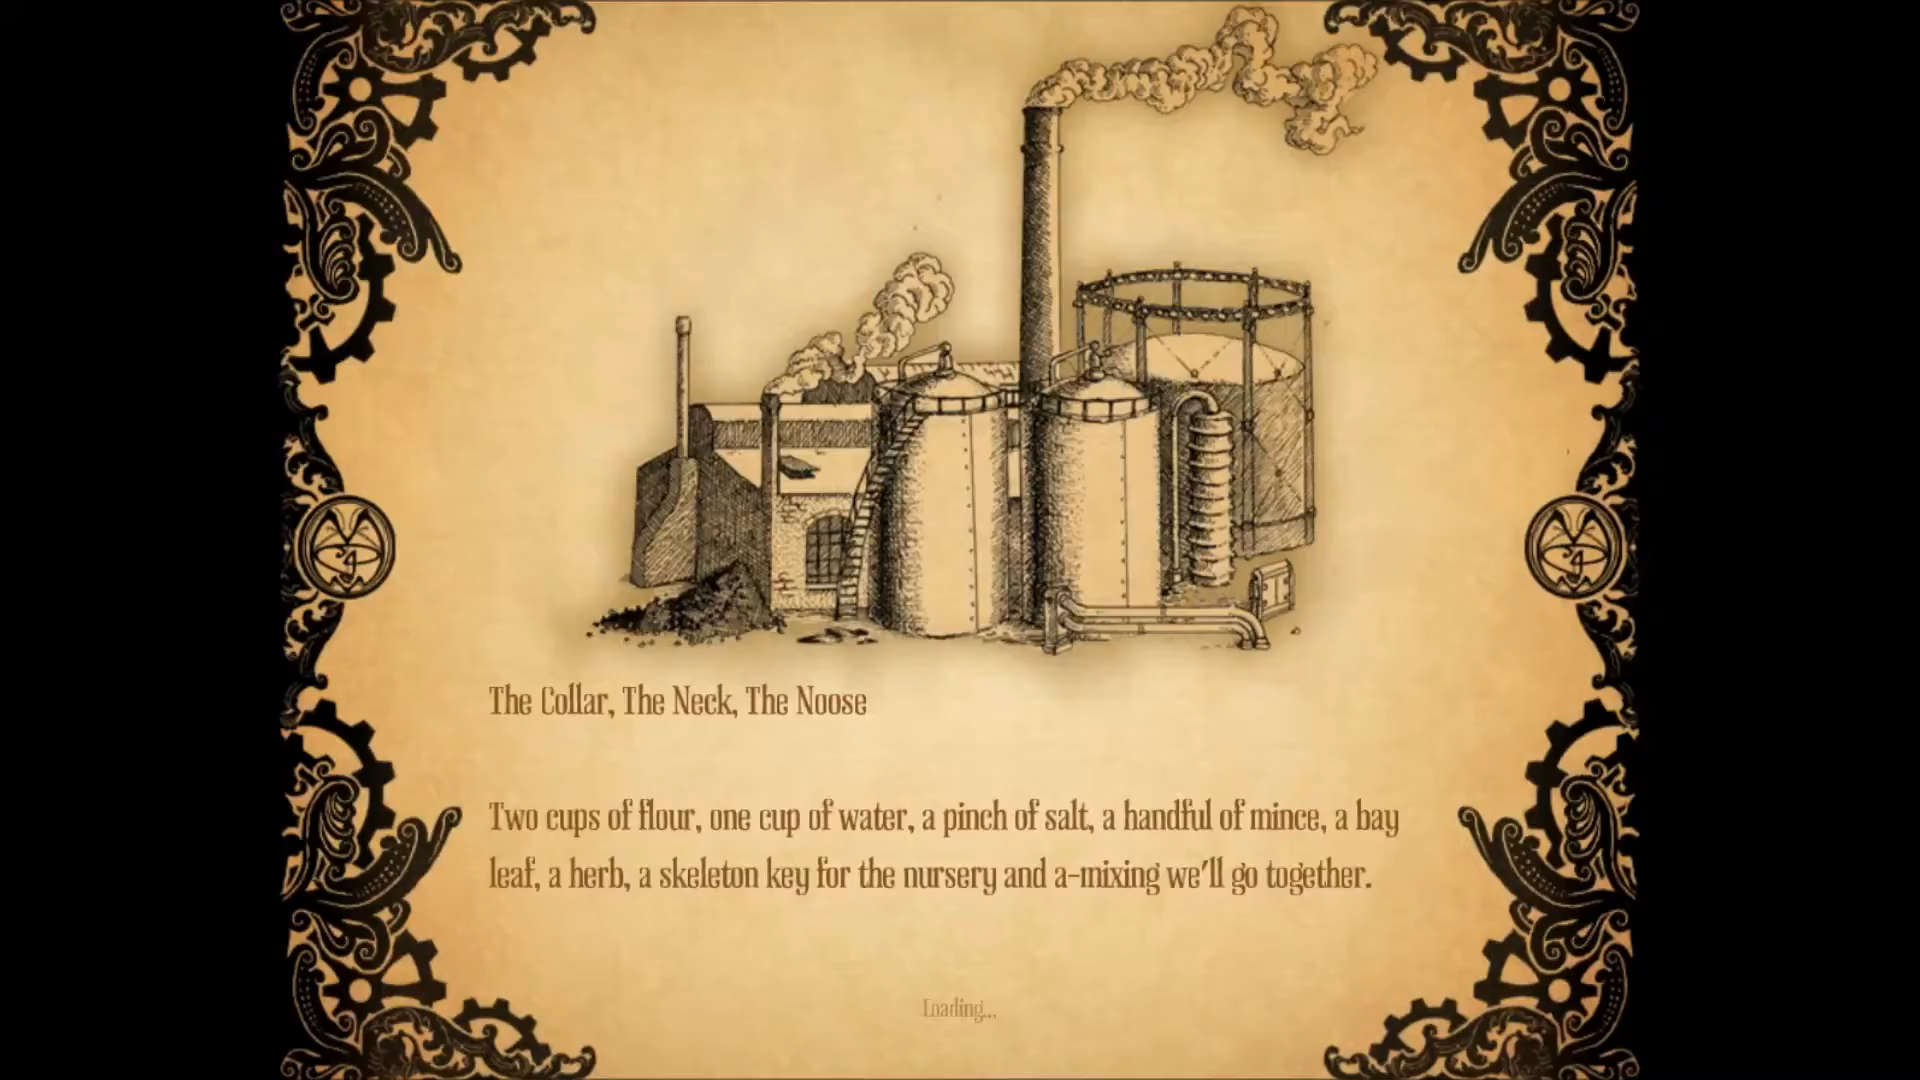 The Collar, The Neck, The Noose
Two cups of flour, one cup of water, a pinch of salt, a handful of mince, a bay
leaf, a herb, a skeleton key for the nursery and a-mixing we'll go together.
Loading...